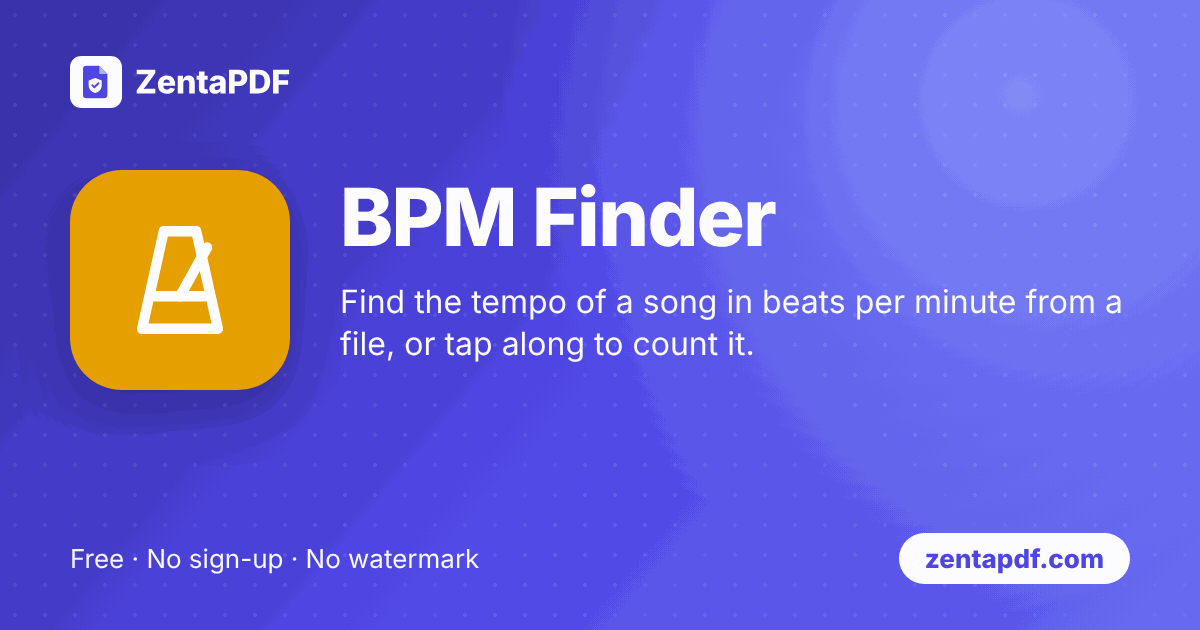 ZentaPDF
BPM Finder
Find the tempo of a song in beats per minute from a
file, or tap along to count it.
Free · No sign-up · No watermark
zentapdf.com